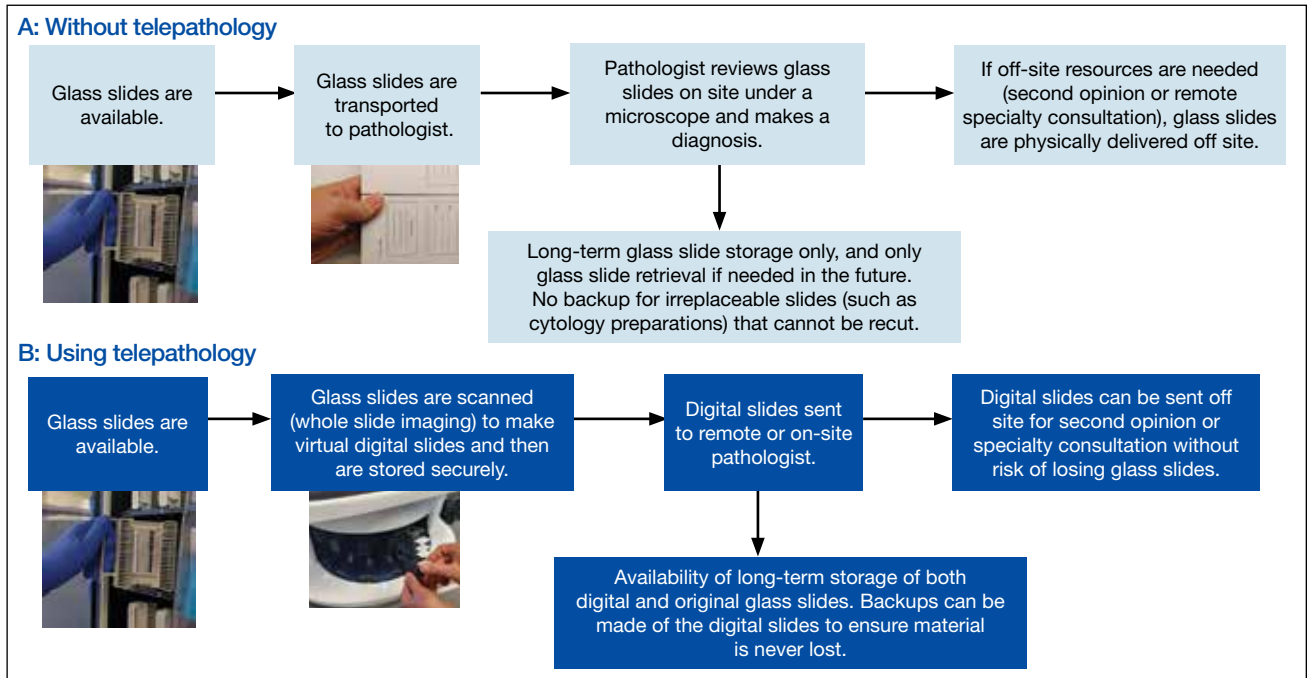 A: Without telepathology
Glass slides are
available.
Glass slides are
transported
to pathologist.
Pathologist reviews glass
slides on site under a
microscope and makes a
diagnosis.
If off-site resources are needed
(second opinion or remote
specialty consultation), glass slides
are physically delivered off site.
Long-term glass slide storage only, and only
glass slide retrieval if needed in the future.
No backup for irreplaceable slides (such as
cytology preparations) that cannot be recut.
B: Using telepathology
Glass slides are
available.
Glass slides are scanned
(whole slide imaging) to make
virtual digital slides and then
are stored securely.
Digital slides sent
to remote or on-site
pathologist.
Digital slides can be sent off
site for second opinion or
specialty consultation without
risk of losing glass slides.
Availability of long-term storage of both
digital and original glass slides. Backups can be
made of the digital slides to ensure material
is never lost.